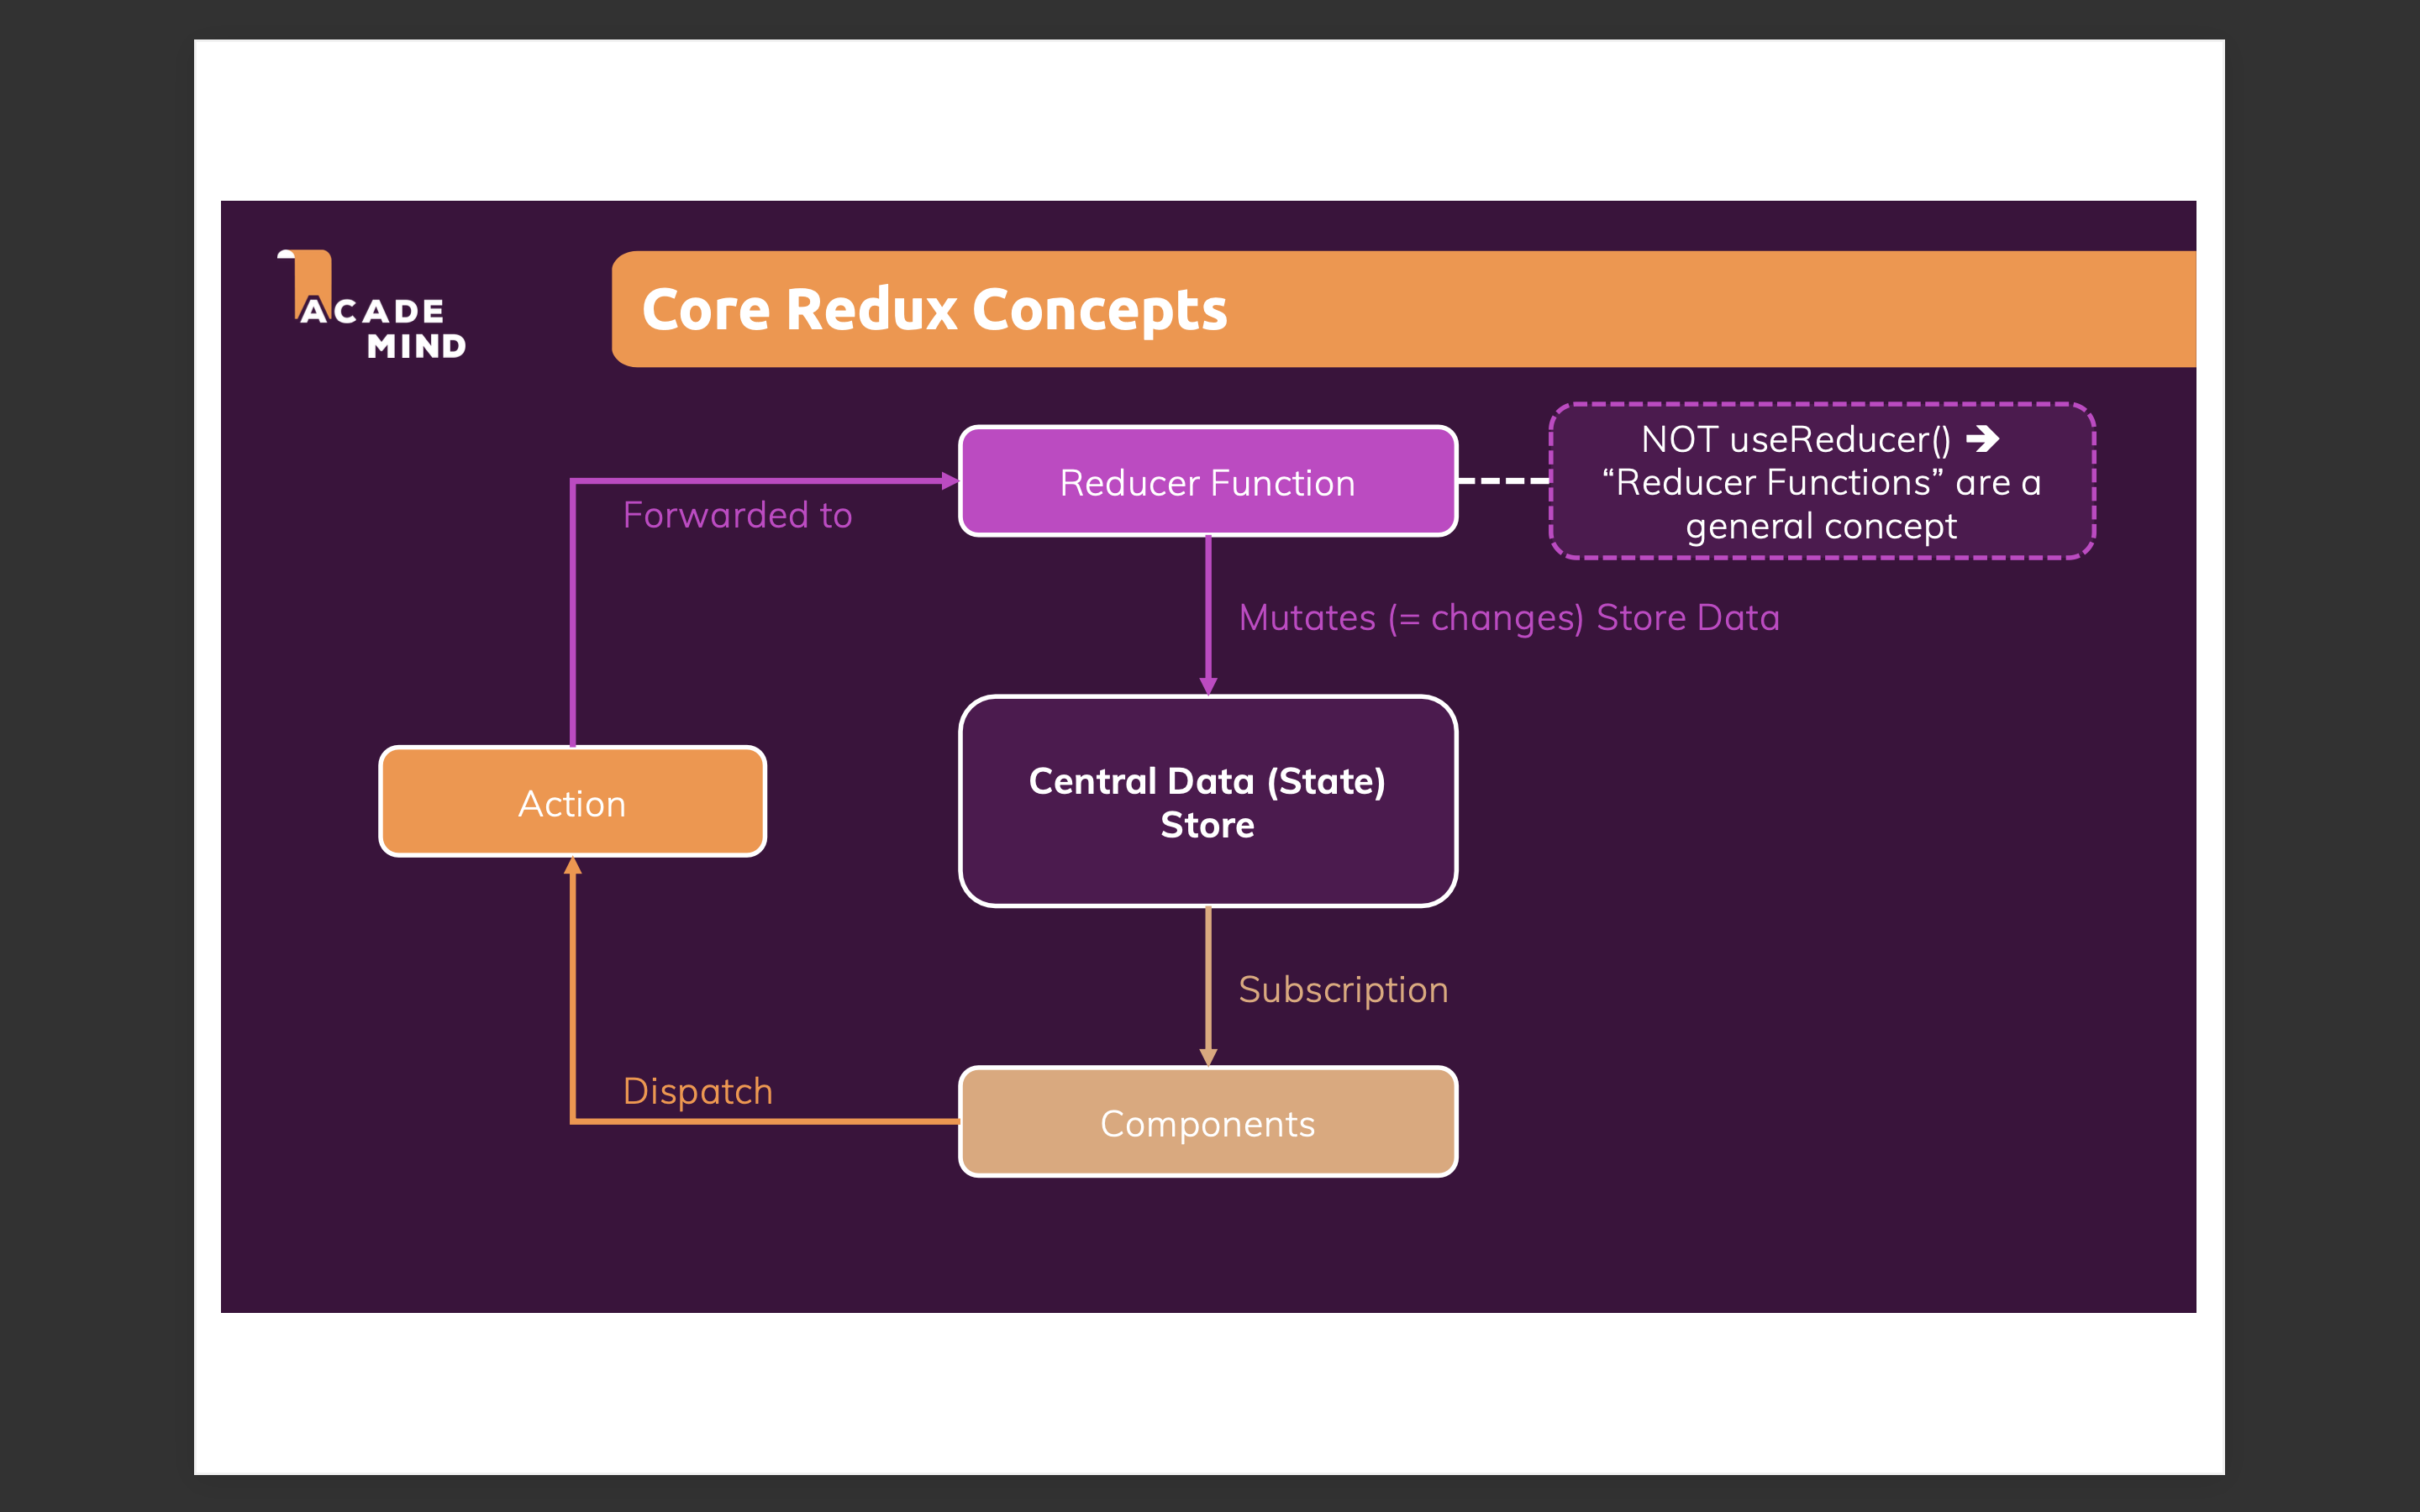 ACADE
MIND
Core Redux Concepts
Reducer Function
NOT useReducer() 🡲
“Reducer Functions” are a
general concept
Forwarded to
Mutates (= changes) Store Data
Action
Central Data (State)
Store
Subscription
Dispatch
Components